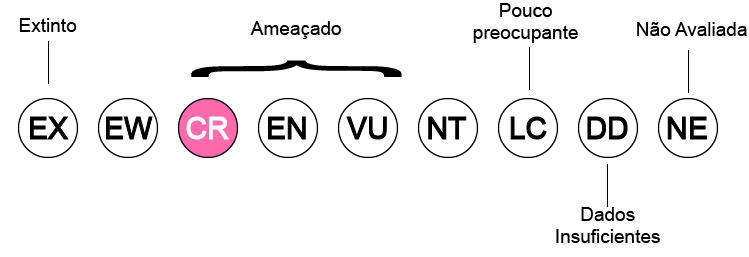 Extinto
Ameaçado
Pouco
preocupante
Não Avaliada
EX EW CR EN VU NT LC DD NE
Dados
Insuficientes